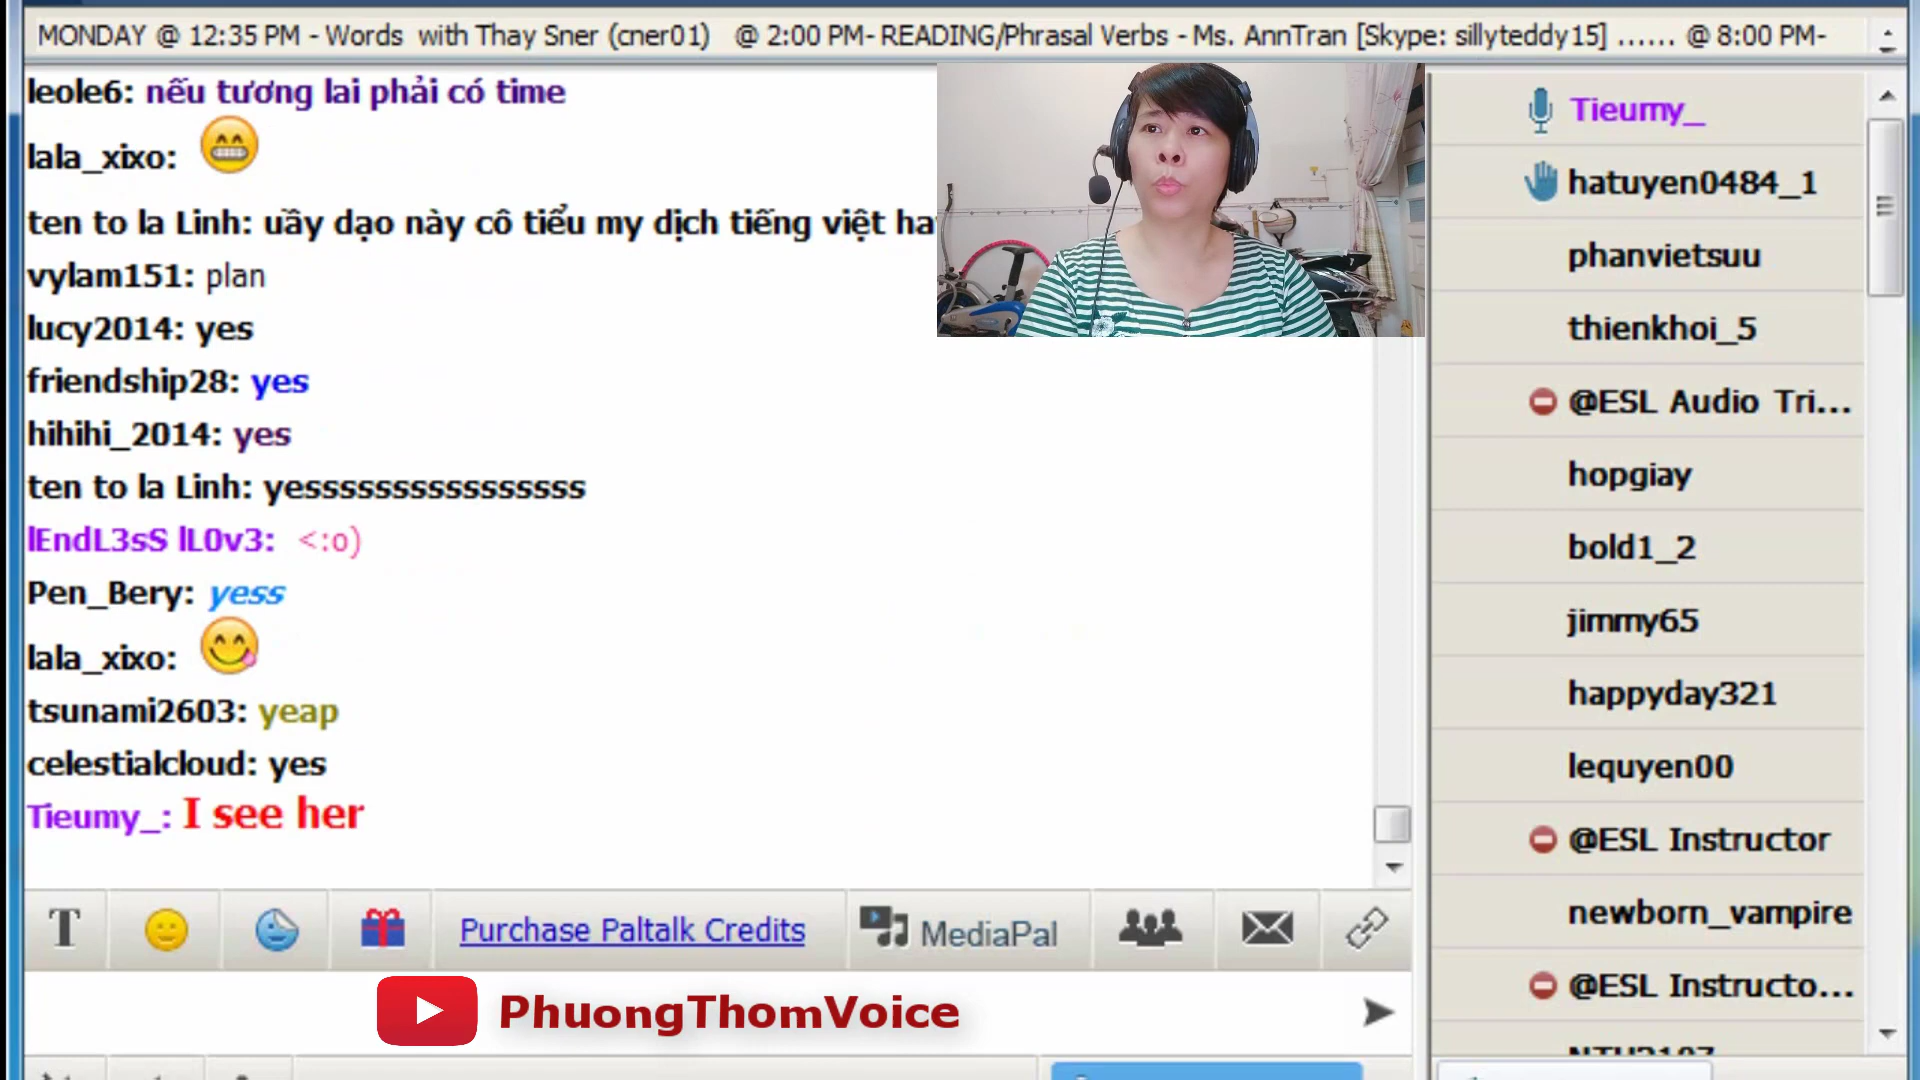 MONDAY @ 12:35 PM - Words with Thay Sner (cner01) @ 2:00 PM- READING/Phrasal Verbs - Ms. AnnTran [Skype: sillyteddy15] ...... @ 8:00 PM-
leole6: nếu tương lai phải có time
lala_xixo:
ten to la Linh: uầy dạo này cô tiểu my dịch tiếng việt
vylam151: plan
lucy2014: yes
friendship28: yes
hihihi_2014: yes
ten to la Linh: yessssssssssssssss
lEndL3sS lL0v3: <:o)
Pen_Bery: yess
lala_xixo:
tsunami2603: yeap
celestialcloud: yes
Tieumy_: I see her
Tieumy_
hatuyen0484_1
phanvietsuu
thienkhoi_5
@ESL Audio Tri...
hopgiay
bold1_2
jimmy65
happyday321
lequyen00
@ESL Instructor
newborn_vampire
@ESL Instructo...
T
Purchase Paltalk Credits
MediaPal
PhuongThomVoice